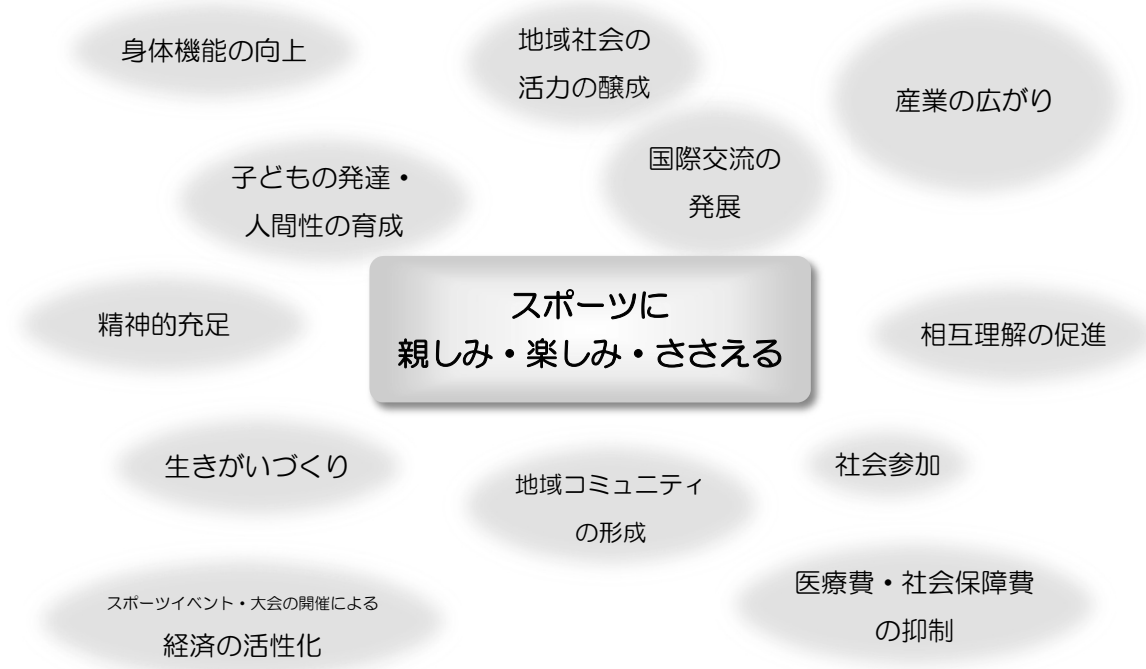 身体機能の向上
地域社会の
活力の醸成
産業の広がり
国際交流の
発展
子どもの発達・
人間性の育成
スポーツに
親しみ・楽しみ・ささえる
精神的充足
相互理解の促進
生きがいづくり
地域コミュニティ
の形成
社会参加
スポーツイベント・大会の開催による
経済の活性化
医療費・社会保障費
の抑制